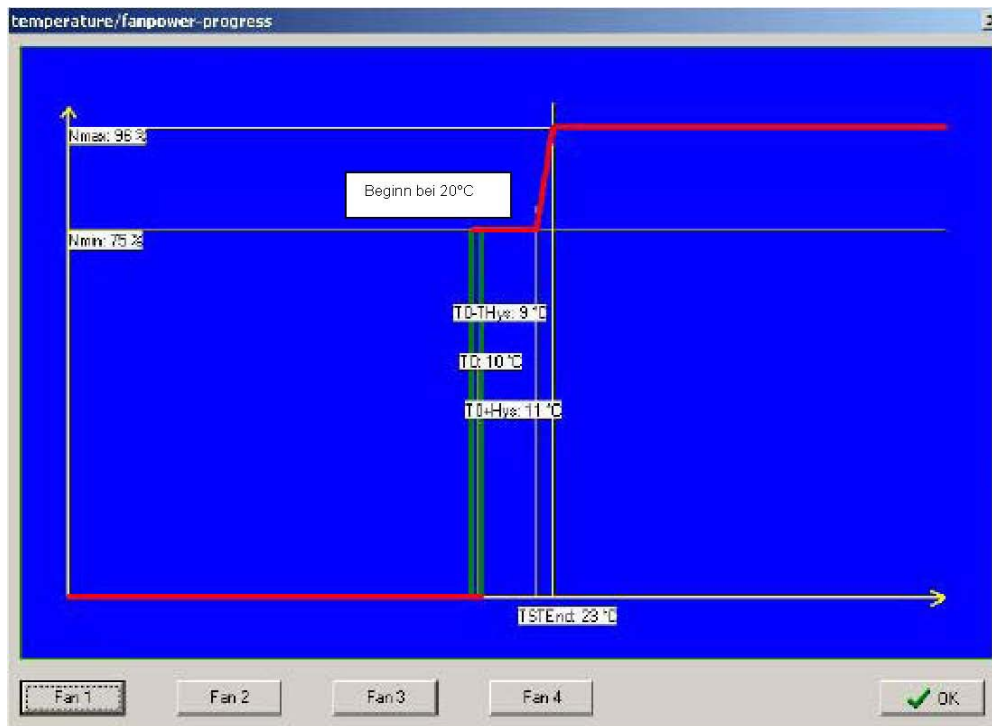 temperature/fanpower-progress
Nmax: 96 %
Beginn bei 20°C
Nmin: 75 %
T0-THys: 9 °C
T0: 10 °C
T0+Hys: 11 °C
TSTEnd: 23 °C
Fan 1
Fan 2
Fan 3
Fan 4
OK